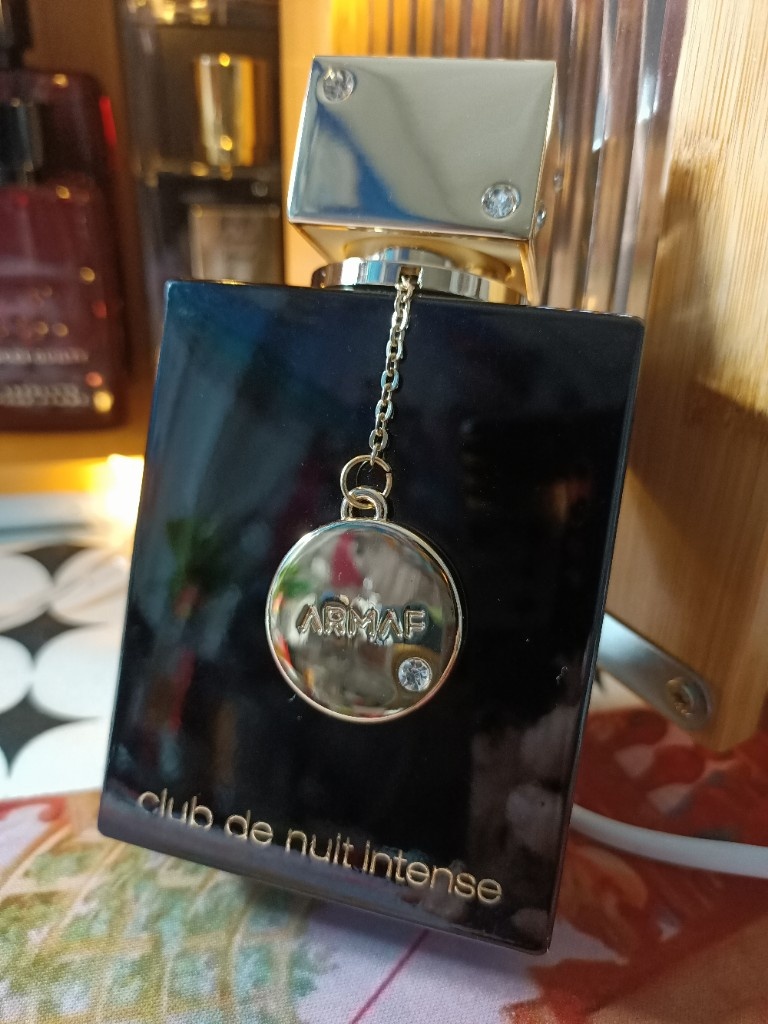 ARMAF
club de nuit intense